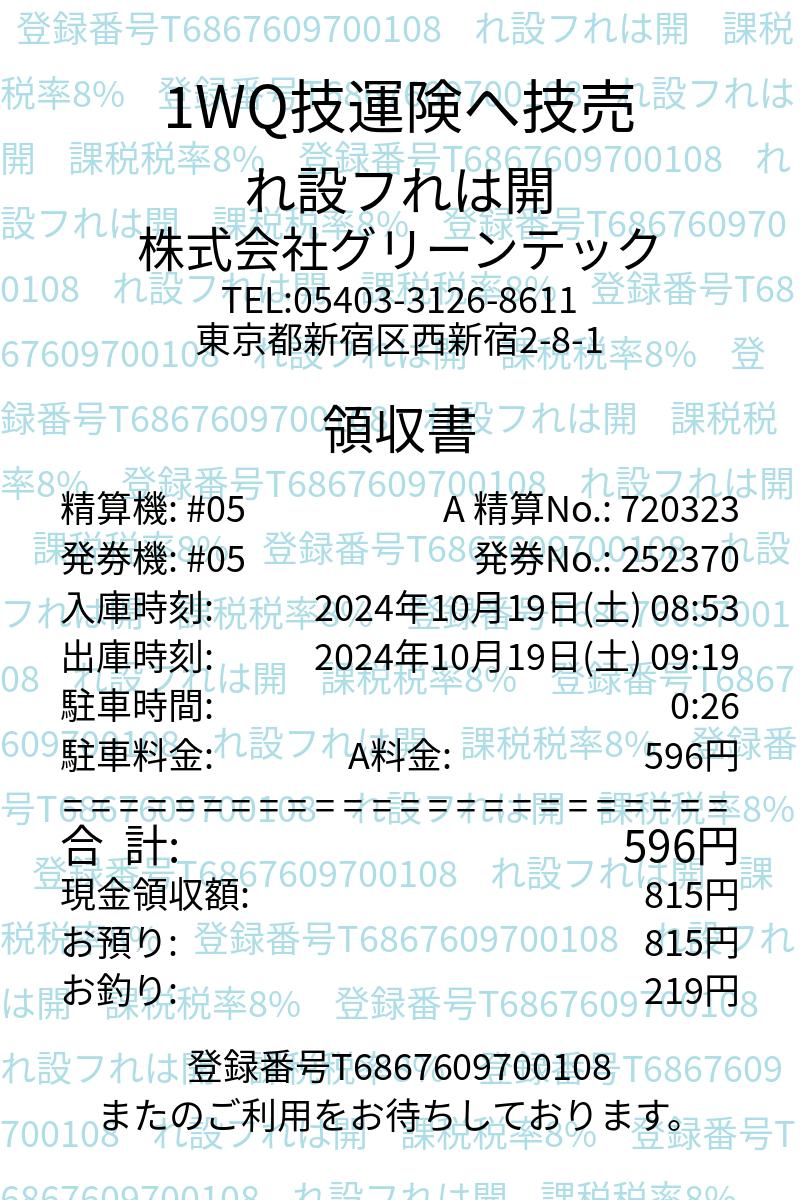 1WQ技運険へ技売
れ設フれは開
株式会社グリーンテック
TEL:05403-3126-8611
東京都新宿区西新宿2-8-1
領収書
精算機: #05 A 精算No.: 720323
発券機: #05 発券No.: 252370
入庫時刻: 2024年10月19日(土) 08:53
出庫時刻: 2024年10月19日(土) 09:19
駐車時間: 0:26
駐車料金: A料金: 596円
========================
合 計: 596円
現金領収額: 815円
お預り: 815円
お釣り: 219円
登録番号T6867609700108
またのご利用をお待ちしております。